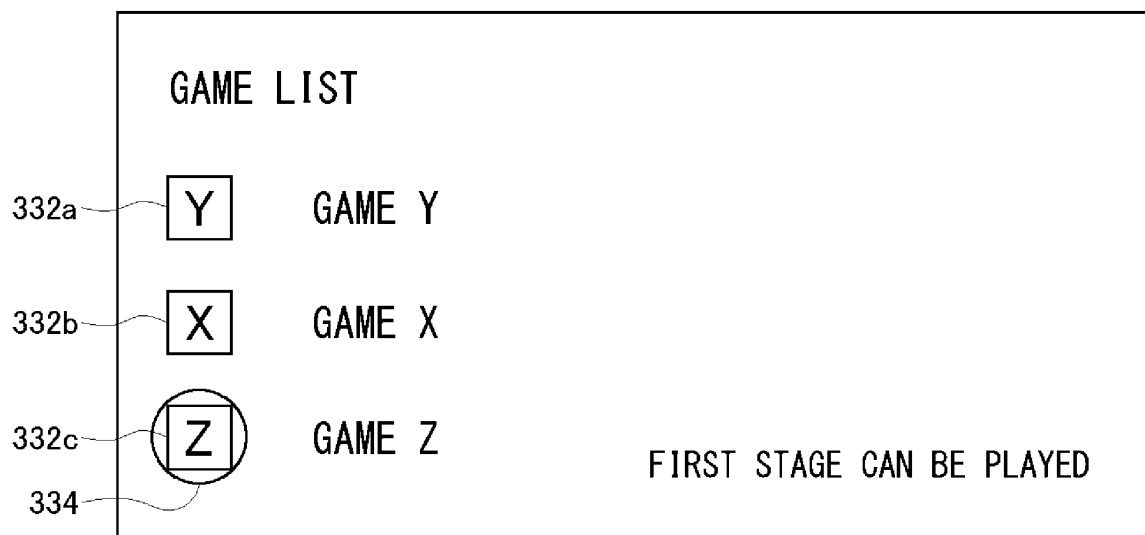 GAME LIST
332a Y GAME Y
332b X GAME X
332c Z GAME Z
FIRST STAGE CAN BE PLAYED
334